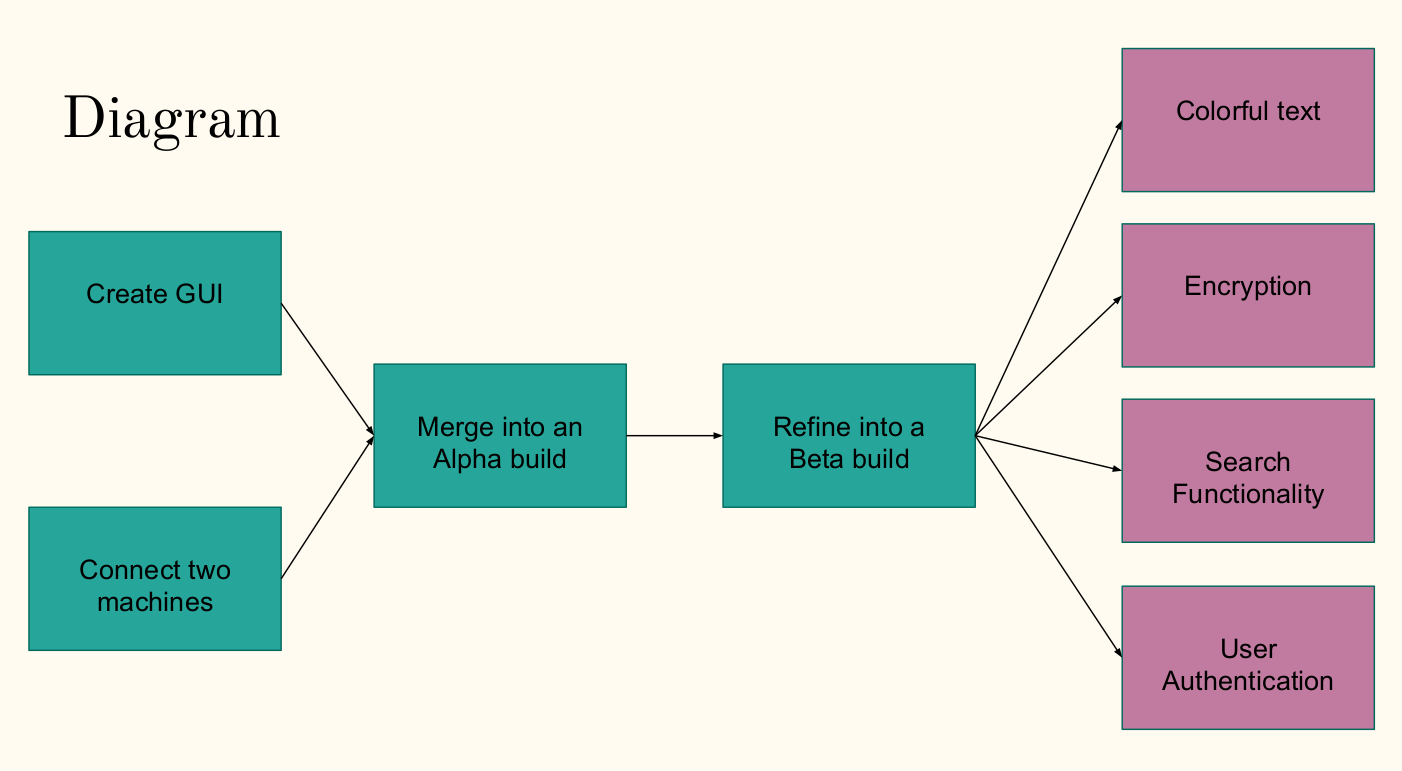 Diagram
Create GUI
Connect two
machines
Merge into an
Alpha build
Refine into a
Beta build
Colorful text
Encryption
Search
Functionality
User
Authentication